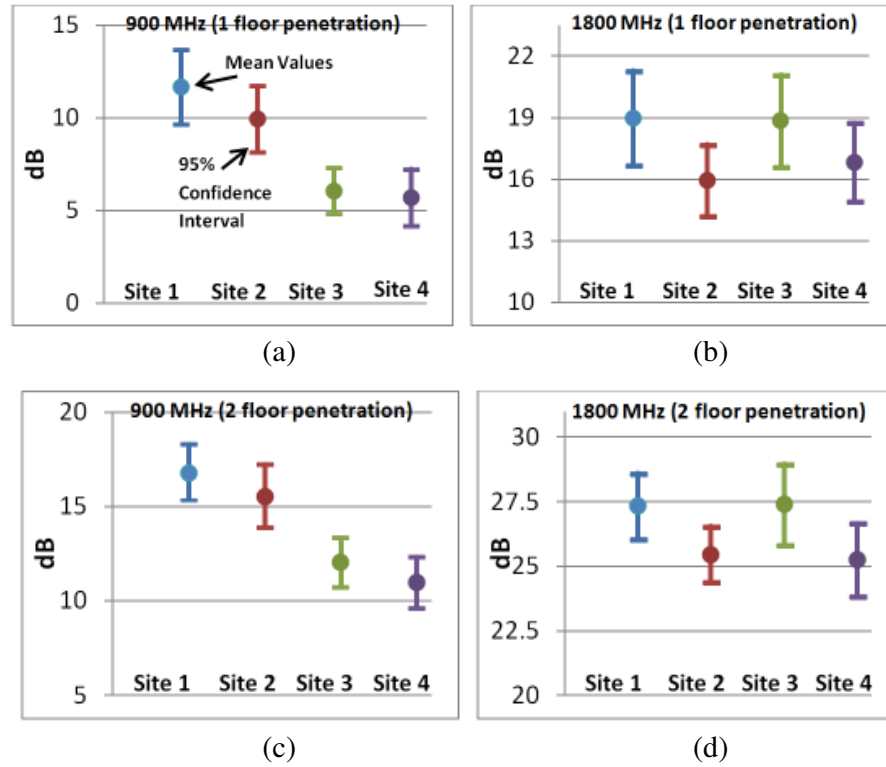 900 MHz (1 floor penetration)
15
10
5
0
dB
Mean Values
95%
Confidence
Interval
Site 1 Site 2 Site 3 Site 4
(a)
1800 MHz (1 floor penetration)
22
19
16
13
10
dB
Site 1 Site 2 Site 3 Site 4
(b)
900 MHz (2 floor penetration)
20
15
10
5
dB
Site 1 Site 2 Site 3 Site 4
(c)
1800 MHz (2 floor penetration)
30
27.5
25
22.5
20
dB
Site 1 Site 2 Site 3 Site 4
(d)